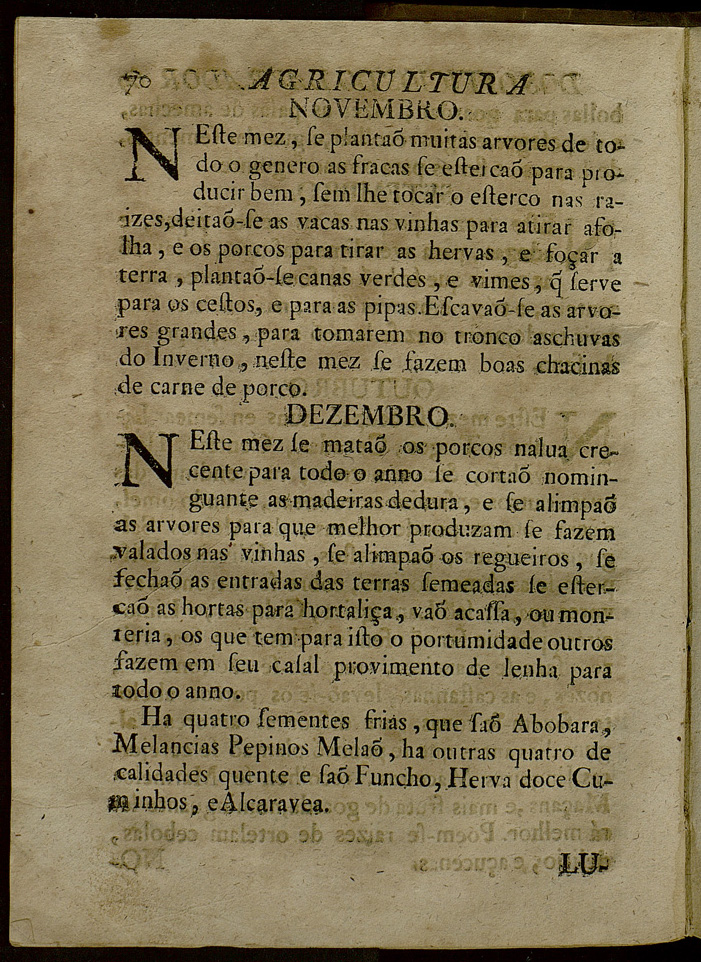 70 AGRICULTURA
NOVEMBRO.
NEſte mez, ſe plantaõ muitas arvores de to-
do o genero as fracas ſe eſtercaõ para pro-
ducir bem, ſem lhe tocar o eſterco nas ra-
izes, deitaõ-ſe as vacas nas vinhas para atirar afo-
lha, e os porcos para tirar as hervas, e foçar a
terra, plantaõ-ſe canas verdes, e vimes, q̃ ſerve
para os ceſtos, e para as pipas. Eſcavaõ-ſe as arvo-
res grandes, para tomarem no tronco aschuvas
do Inverno, neſte mez ſe fazem boas chacinas
de carne de porco.
DEZEMBRO.
NEſte mez ſe mataõ os porcos nalua cre-
cente para todo o anno ſe cortaõ nomin-
guante as madeiras dedura, e ſe alimpaõ
as arvores para que melhor produzam ſe fazem
valados nas vinhas, ſe alimpaõ os regueiros, ſe
fechaõ as entradas das terras ſemeadas ſe eſter-
caõ as hortas para hortaliça, vaõ acaſſa, ou mon-
teria, os que tem para iſto o portumidade outros
fazem em ſeu caſal provimento de lenha para
todo o anno.
Ha quatro ſementes frias, que ſaõ Abobara,
Melancias Pepinos Melaõ, ha outras quatro de
calidades quente e ſaõ Funcho, Herva doce Cu-
minhos, e Alcaravea.
LU-